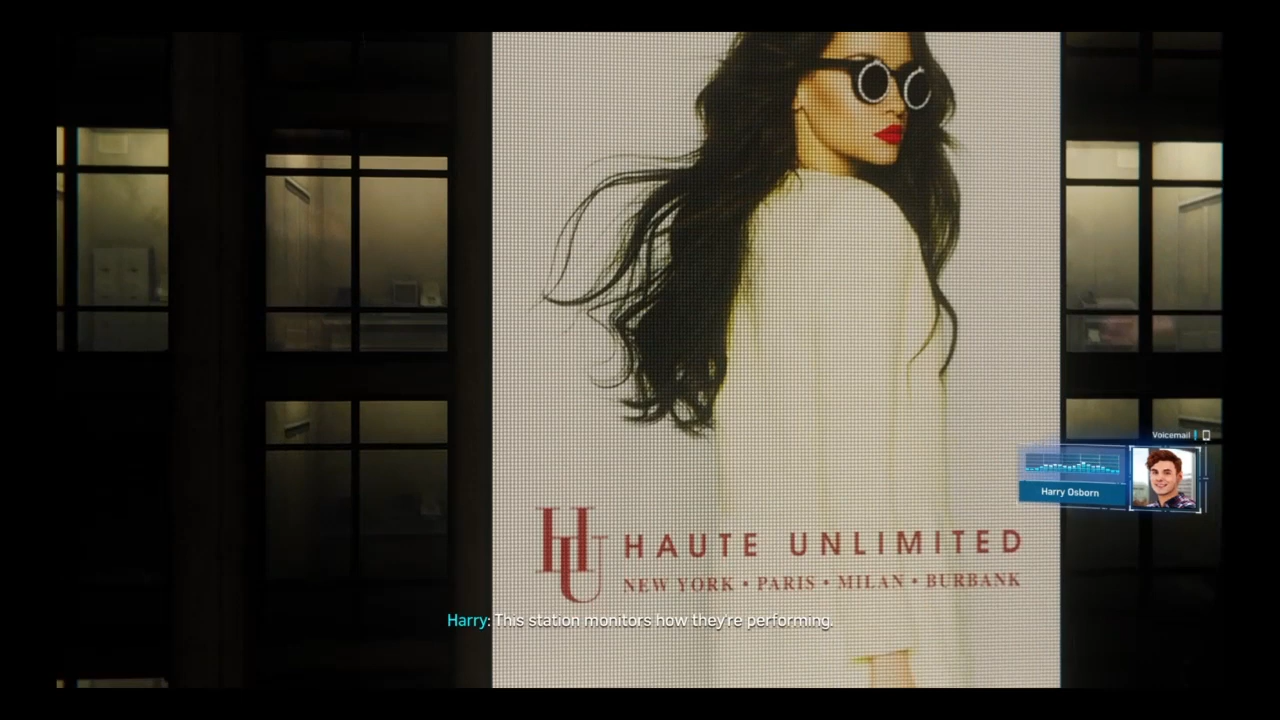 Voicemail
Harry Osborn
HU
HAUTE UNLIMITED
NEW YORK • PARIS • MILAN • BURBANK
Harry: This station monitors how they're performing.